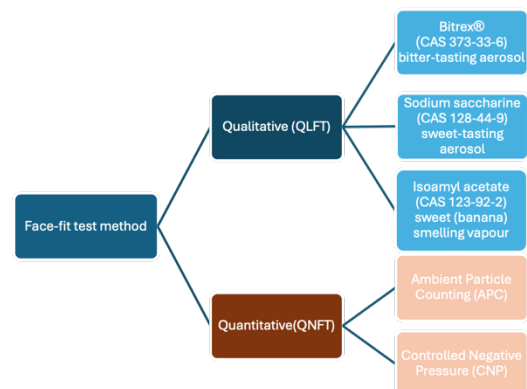 Bitrex®
(CAS 373-33-6)
bitter-tasting aerosol
Sodium saccharine
(CAS 128-44-9)
sweet-tasting
aerosol
Qualitative (QLFT)
Isoamyl acetate
(CAS 123-92-2)
sweet (banana)
smelling vapour
Face-fit test method
Ambient Particle
Counting (APC)
Quantitative(QNFT)
Controlled Negative
Pressure (CNP)